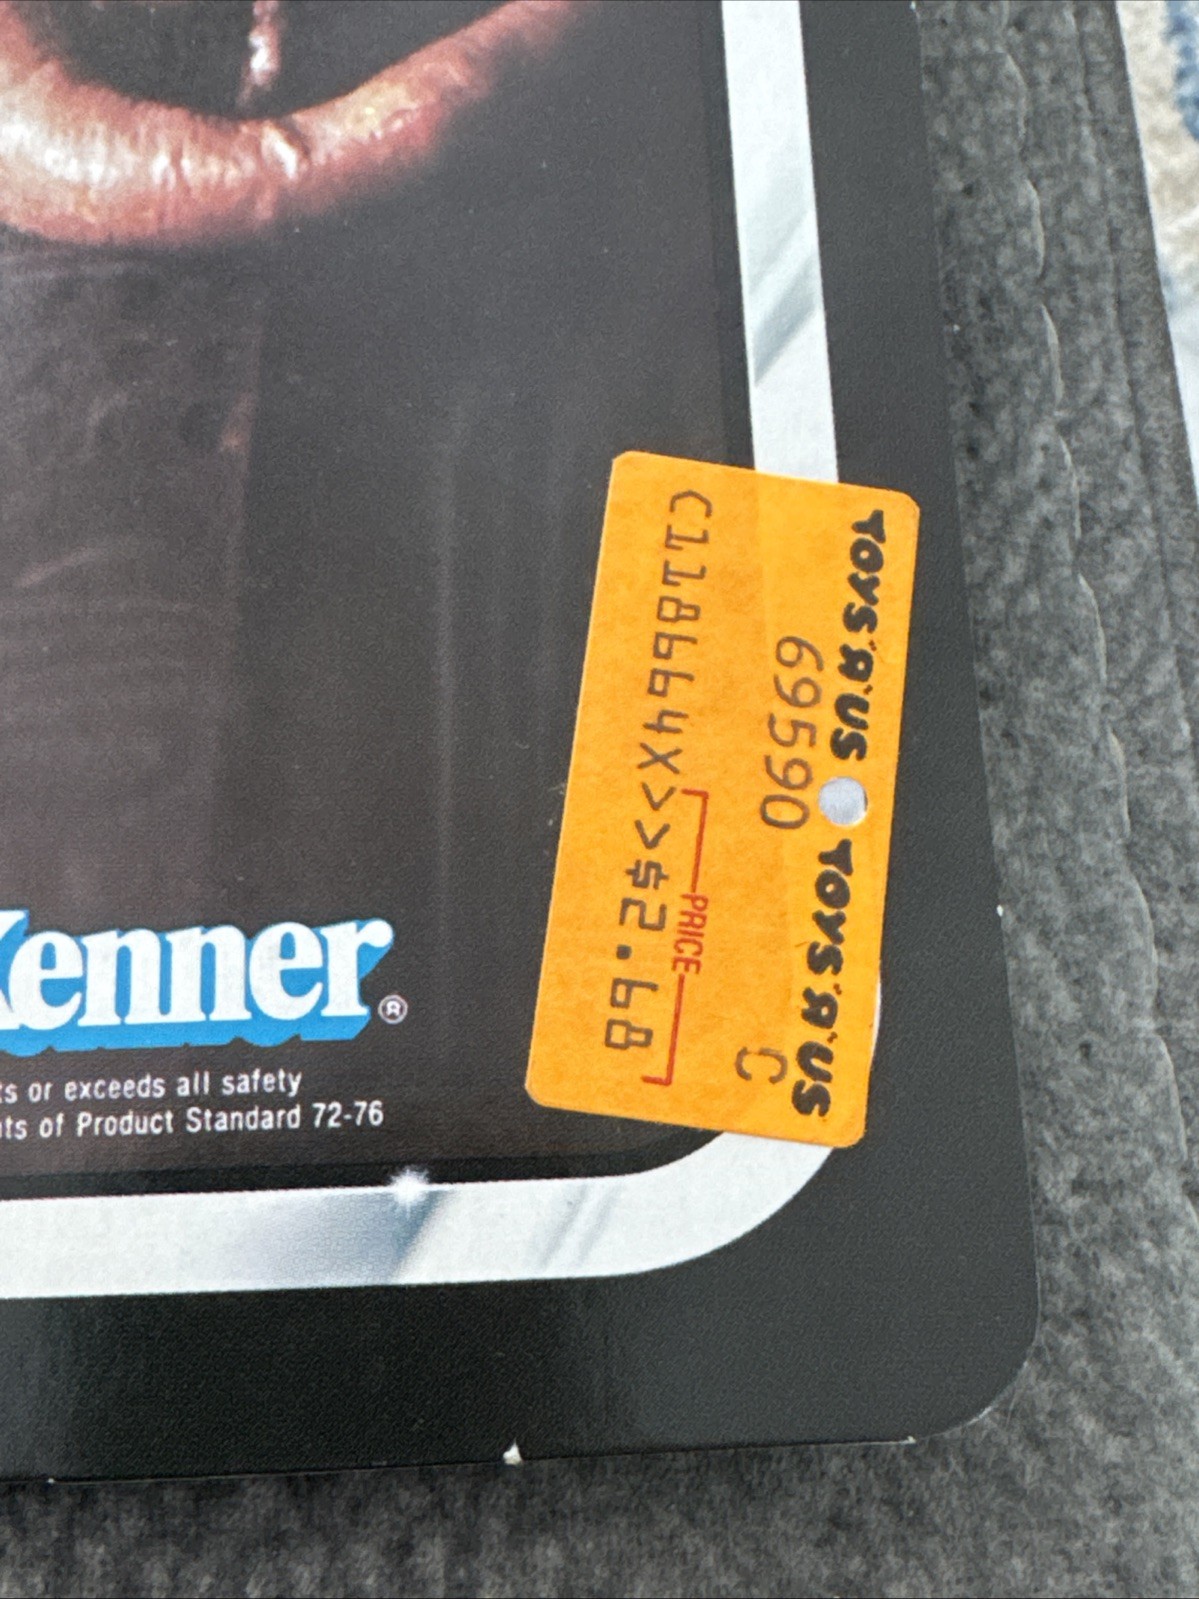 TOYS"Я"US TOYS"Я"US
69590 C
PRICE
C118664X<<$2.68
Kenner®
ts or exceeds all safety
nts of Product Standard 72-76